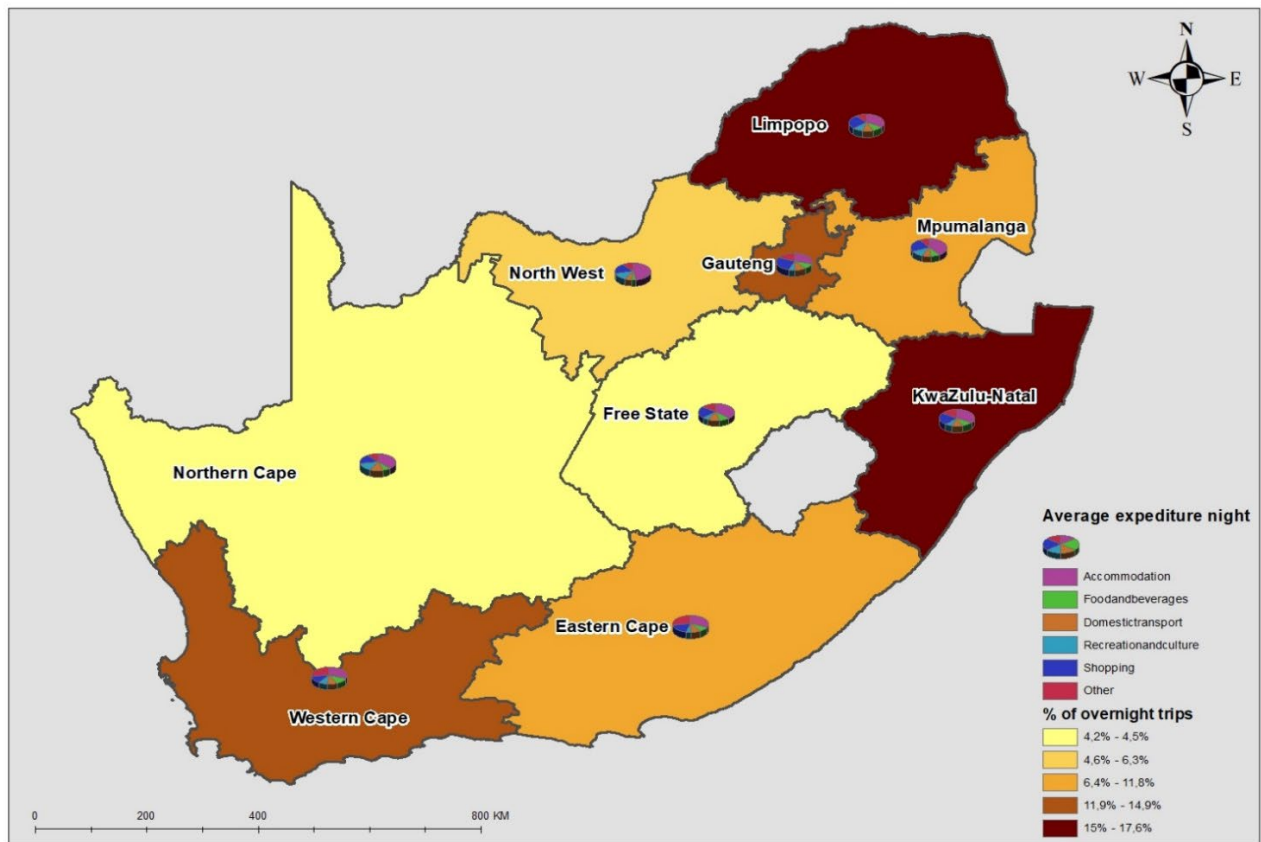 N
W E
S
Limpopo
Mpumalanga
North West
Gauteng
KwaZulu-Natal
Free State
Northern Cape
Eastern Cape
Western Cape
Average expediture night
Accommodation
Foodandbeverages
Domestictransport
Recreationandculture
Shopping
Other
% of overnight trips
4,2% - 4,5%
4,6% - 6,3%
6,4% - 11,8%
11,9% - 14,9%
15% - 17,6%
0 200 400 800 KM